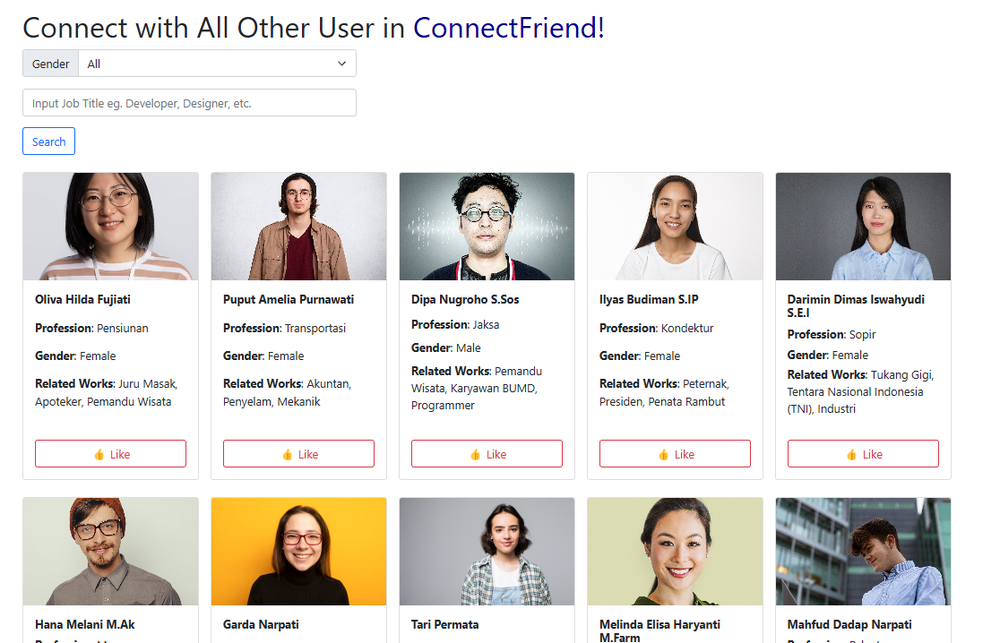 Connect with All Other User in ConnectFriend!
Gender All
Input Job Title eg. Developer, Designer, etc.
Search
Oliva Hilda Fujiati
Profession: Pensiunan
Gender: Female
Related Works: Juru Masak,
Apoteker, Pemandu Wisata
👍 Like
Puput Amelia Purnawati
Profession: Transportasi
Gender: Female
Related Works: Akuntan,
Penyelam, Mekanik
👍 Like
Dipa Nugroho S.Sos
Profession: Jaksa
Gender: Male
Related Works: Pemandu
Wisata, Karyawan BUMD,
Programmer
👍 Like
Ilyas Budiman S.IP
Profession: Kondektur
Gender: Female
Related Works: Peternak,
Presiden, Penata Rambut
👍 Like
Darimin Dimas Iswahyudi
S.E.I
Profession: Sopir
Gender: Female
Related Works: Tukang Gigi,
Tentara Nasional Indonesia
(TNI), Industri
👍 Like
Hana Melani M.Ak
Garda Narpati
Tari Permata
Melinda Elisa Haryanti
M.Farm
Mahfud Dadap Narpati